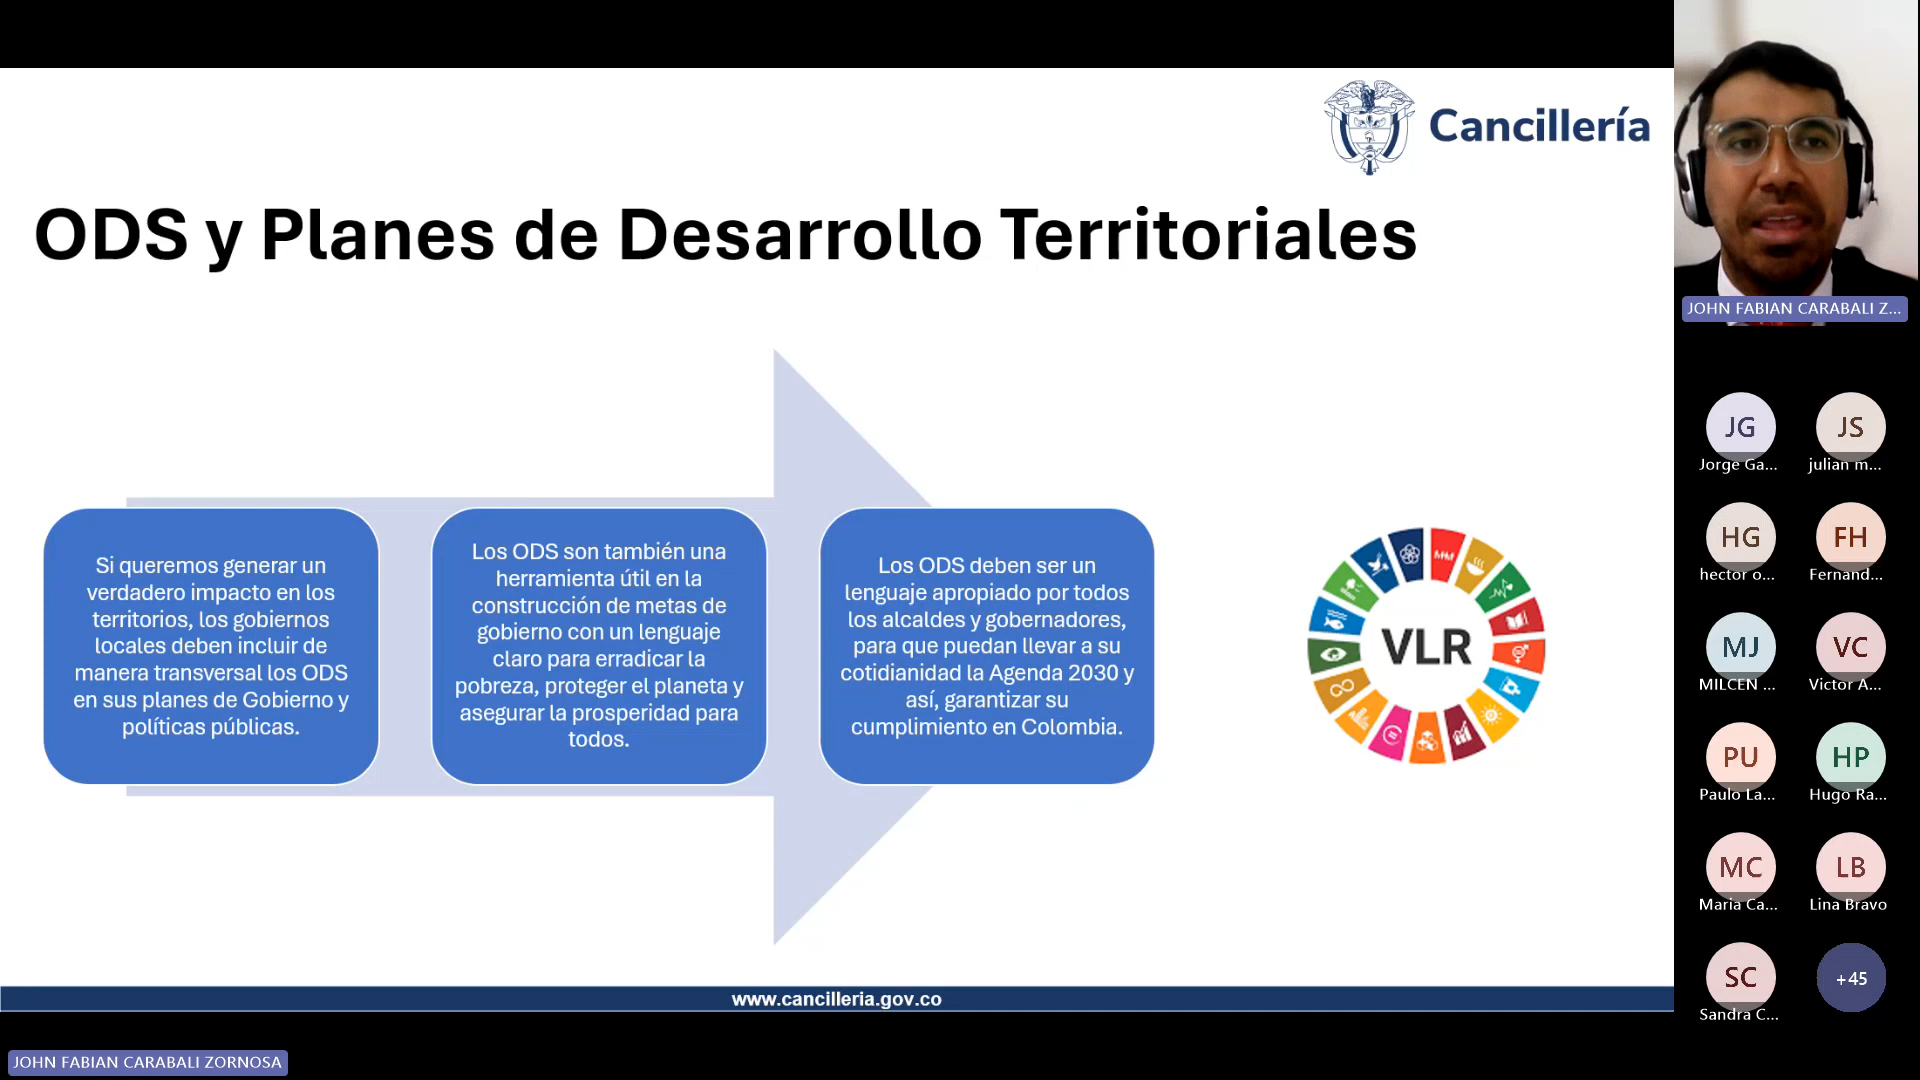 Cancillería
ODS y Planes de Desarrollo Territoriales
Si queremos generar un
verdadero impacto en los
territorios, los gobiernos
locales deben incluir de
manera transversal los ODS
en sus planes de Gobierno y
políticas públicas.
Los ODS son también una
herramienta útil en la
construcción de metas de
gobierno con un lenguaje
claro para erradicar la
pobreza, proteger el planeta y
asegurar la prosperidad para
todos.
Los ODS deben ser un
lenguaje apropiado por todos
los alcaldes y gobernadores,
para que puedan llevar a su
cotidianidad la Agenda 2030 y
así, garantizar su
cumplimiento en Colombia.
VLR
www.cancilleria.gov.co
JOHN FABIAN CARABALI ZORNOSA
JOHN FABIAN CARABALI Z...
JG
Jorge Ga...
JS
julian m...
HG
hector o...
FH
Fernand...
MJ
MILCEN ...
VC
Victor A...
PU
Paulo La...
HP
Hugo Ra...
MC
Maria Ca...
LB
Lina Bravo
SC
Sandra C...
+45